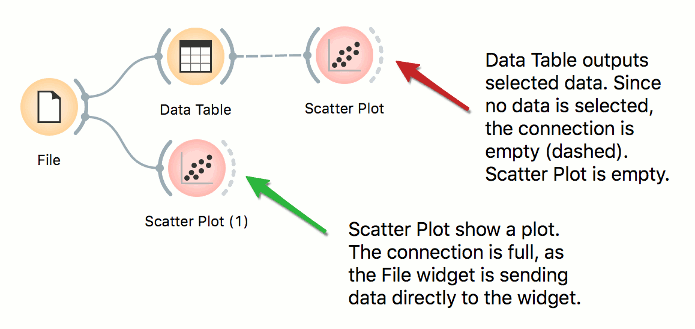 Data Table
Scatter Plot
File
Scatter Plot (1)
Data Table outputs
selected data. Since
no data is selected,
the connection is
empty (dashed).
Scatter Plot is empty.
Scatter Plot show a plot.
The connection is full, as
the File widget is sending
data directly to the widget.